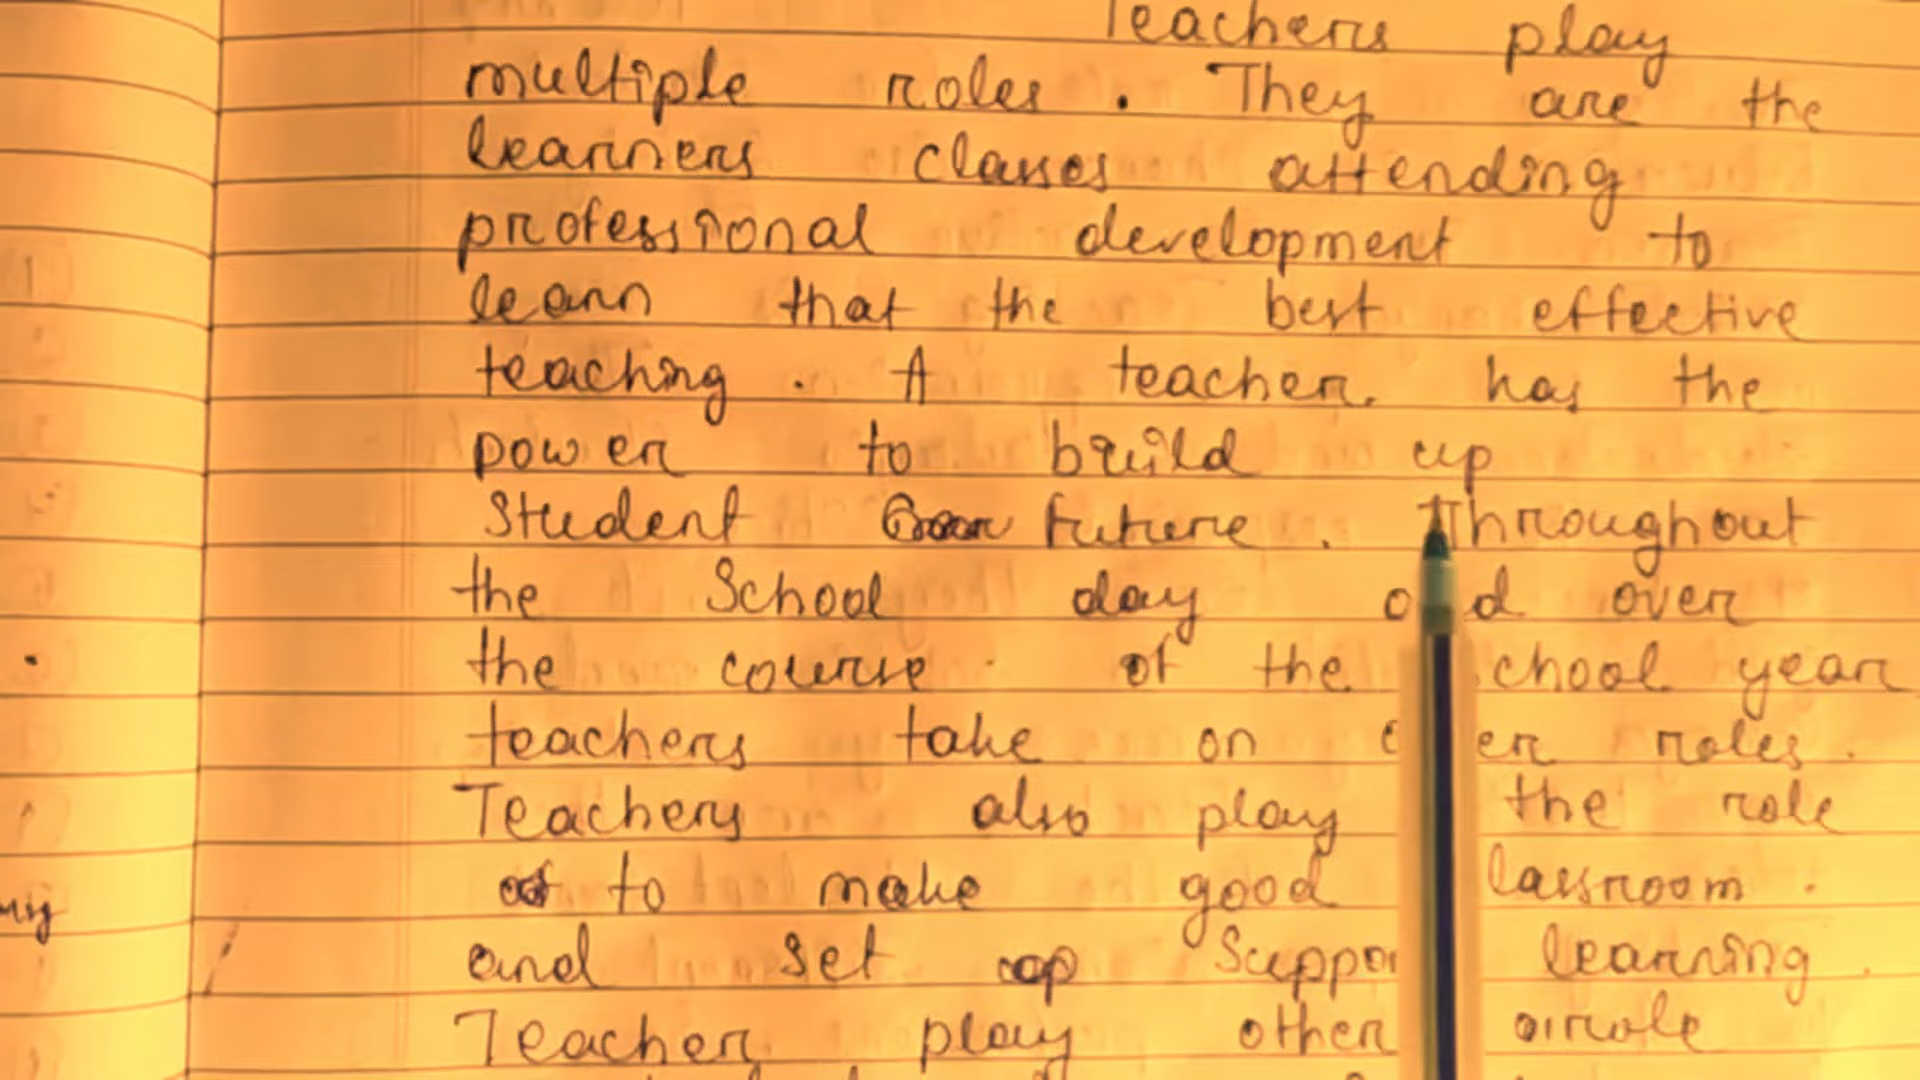 Teachers play
multiple roles. They are the
learners classes attending
professional development to
learn that the best effective
teaching. A teacher. has the
power to build up
Student future. Throughout
the School day over
the course of the year
teachers take on roles.
Teachers also play the role
to make good
and set up learning
Teacher play other